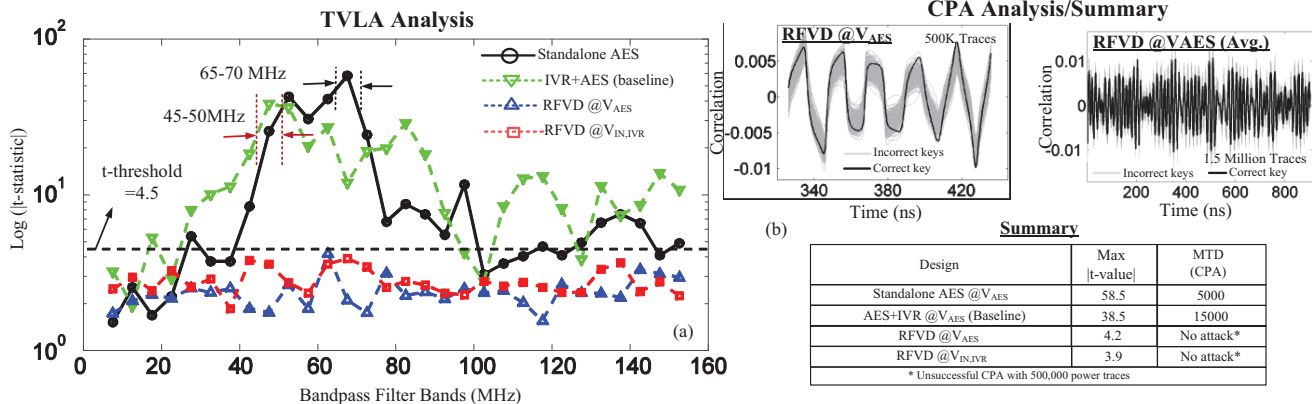 TVLA Analysis
10²
10¹
10⁰
Log (|t-statistic|)
65-70 MHz
45-50MHz
t-threshold
=4.5
Standalone AES
IVR+AES (baseline)
RFVD @V_AES
RFVD @V_IN,IVR
(a)
0 20 40 60 80 100 120 140 160
Bandpass Filter Bands (MHz)
CPA Analysis/Summary
RFVD @V_AES
500K Traces
Correlation
0.005
0
-0.005
-0.01
Incorrect keys
Correct key
340 380 420
Time (ns)
RFVD @VAES (Avg.)
Correlation
0.01
0
-0.01
1.5 Million Traces
Incorrect keys
Correct key
200 400 600 800
Time (ns)
(b)
Summary
Design Max |t-value| MTD (CPA)
Standalone AES @V_AES 58.5 5000
AES+IVR @V_AES (Baseline) 38.5 15000
RFVD @V_AES 4.2 No attack*
RFVD @V_IN,IVR 3.9 No attack*
* Unsuccessful CPA with 500,000 power traces